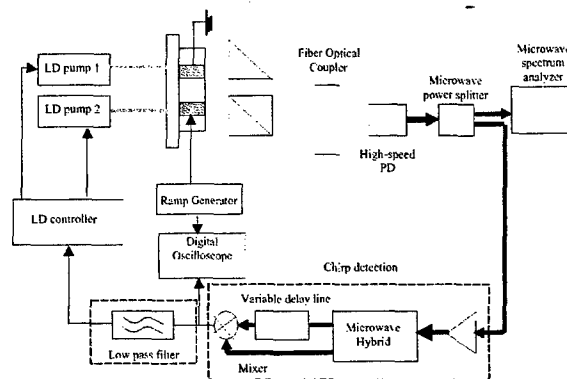 LD pump 1
LD pump 2
Fiber Optical
Coupler
Microwave
spectrum
analyzer
Microwave
power splitter
High-speed
PD
Ramp Generator
LD controller
Digital
Oscilloscope
Chirp detection
Variable delay line
Microwave
Hybrid
Low pass filter
Mixer